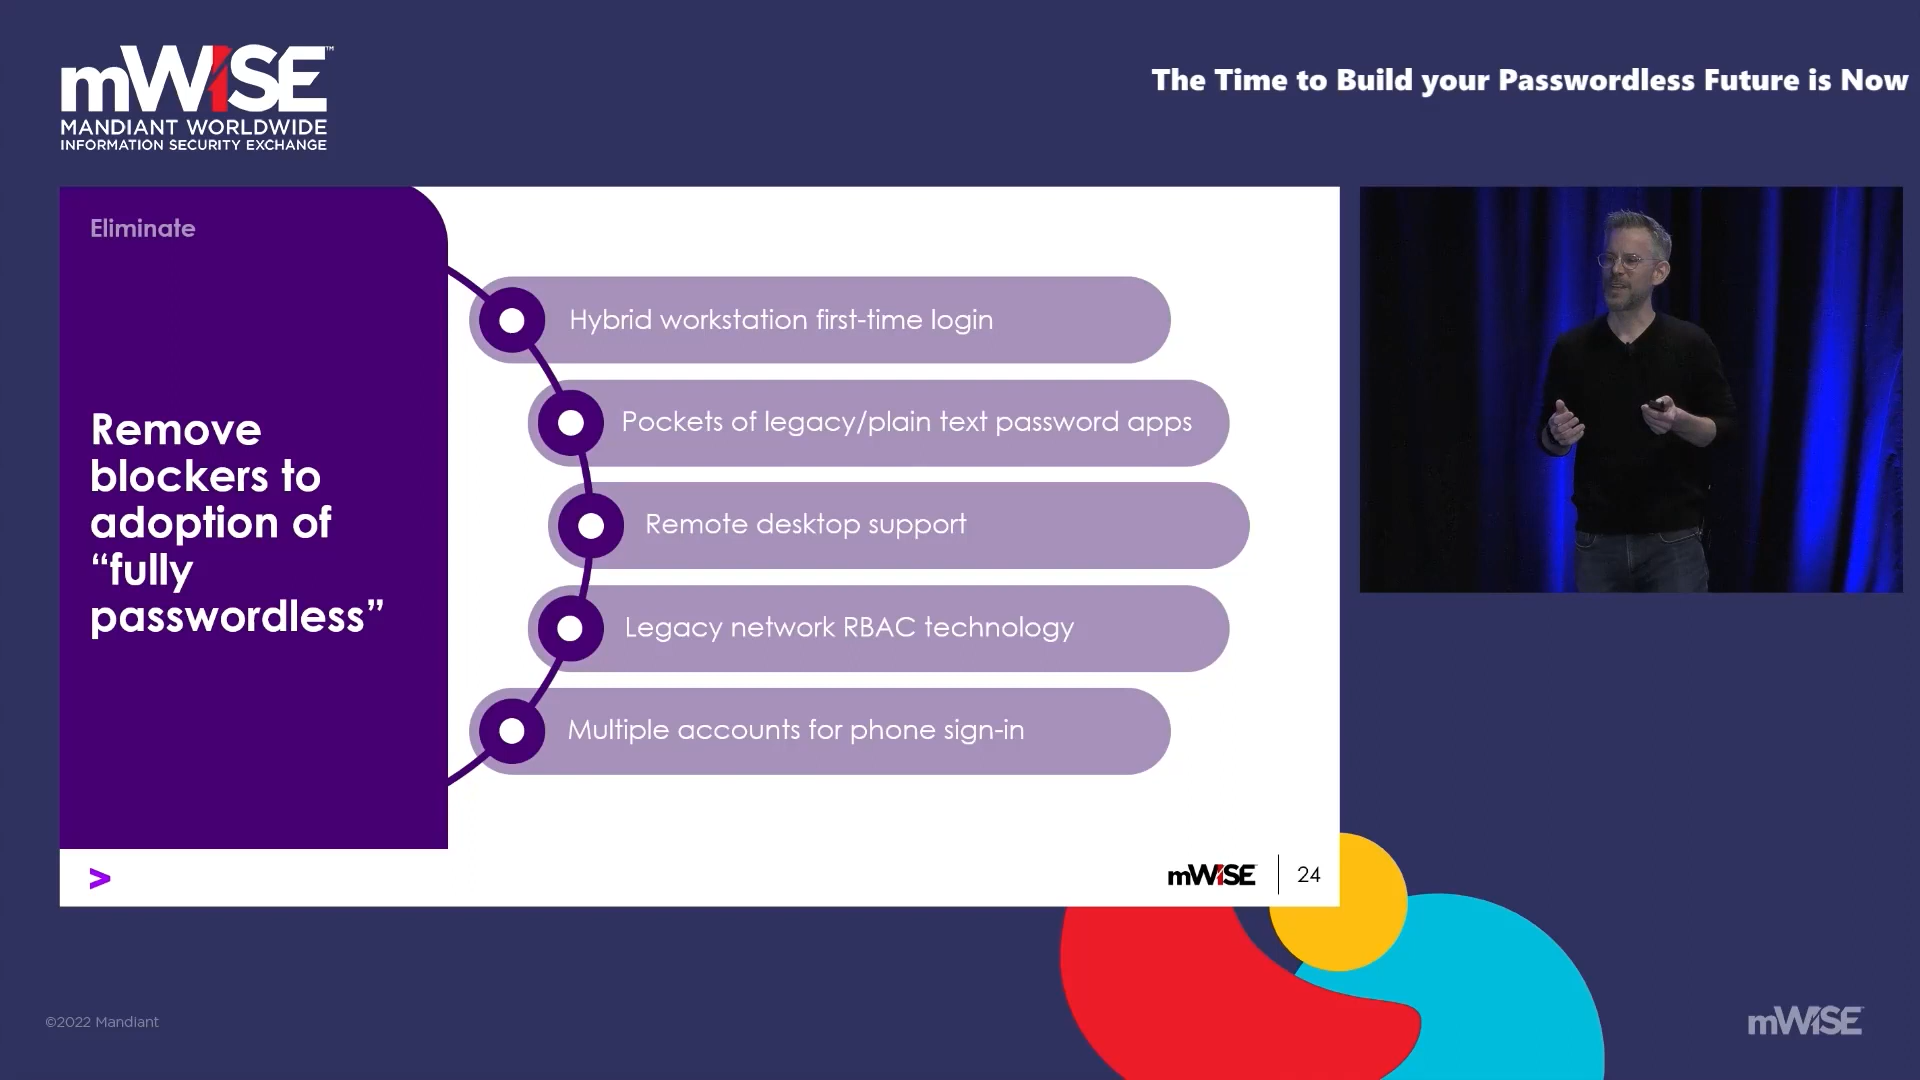 mWISE™
MANDIANT WORLDWIDE
INFORMATION SECURITY EXCHANGE
The Time to Build your Passwordless Future is Now
Eliminate
Remove
blockers to
adoption of
“fully
passwordless”
Hybrid workstation first-time login
Pockets of legacy/plain text password apps
Remote desktop support
Legacy network RBAC technology
Multiple accounts for phone sign-in
>
mWISE
24
©2022 Mandiant
mWISE